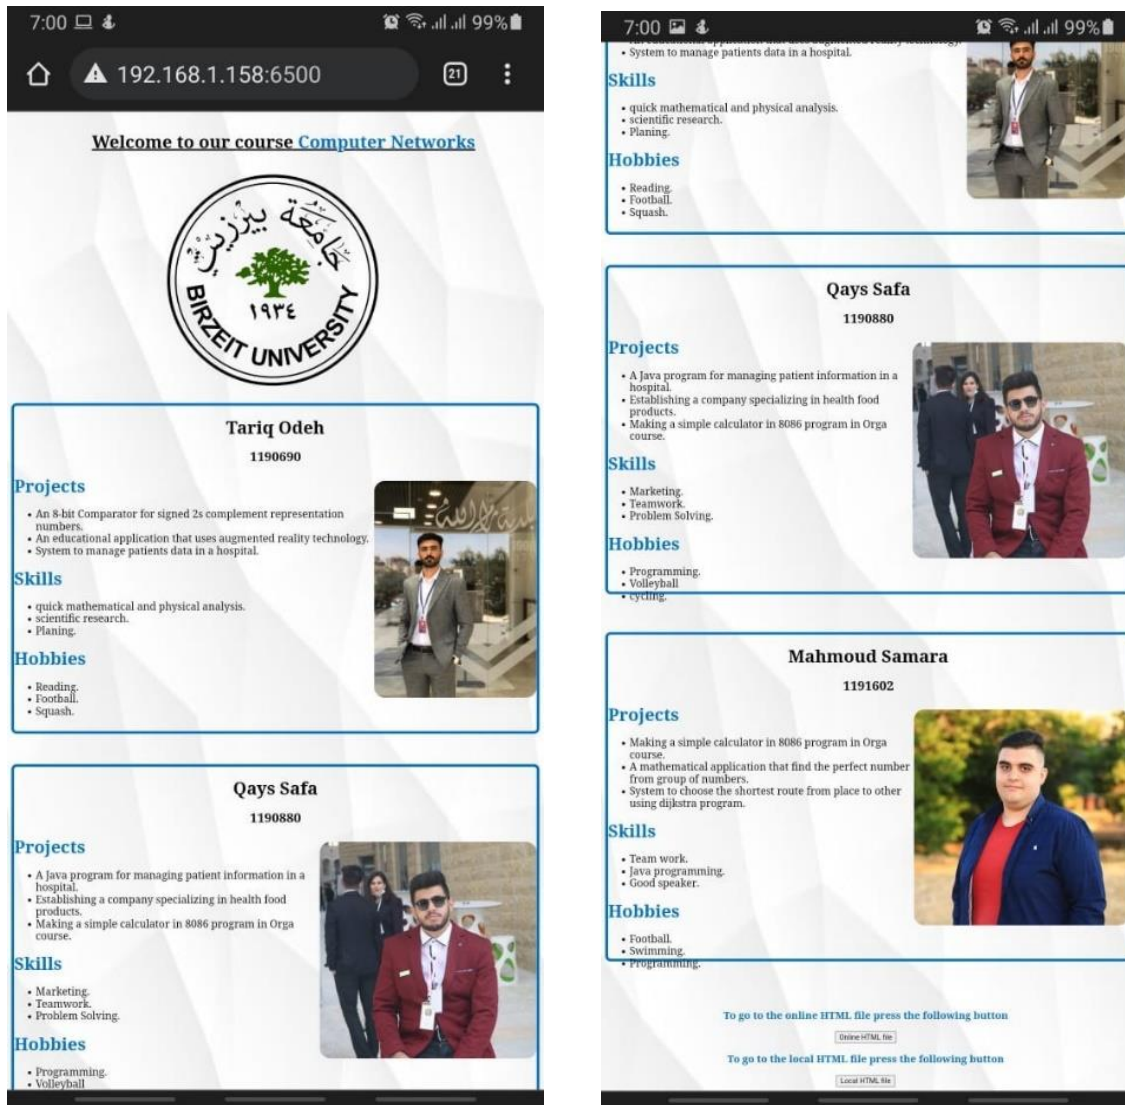 7:00
99%
192.168.1.158:6500
21
Welcome to our course Computer Networks
جامعة بيرزيت
١٩٣٤
BIRZEIT UNIVERSITY
Tariq Odeh
1190690
Projects
• An 8-bit Comparator for signed 2s complement representation
numbers.
• An educational application that uses augmented reality technology.
• System to manage patients data in a hospital.
Skills
• quick mathematical and physical analysis.
• scientific research.
• Planing.
Hobbies
• Reading.
• Football.
• Squash.
Qays Safa
1190880
Projects
• A Java program for managing patient information in a
hospital.
• Establishing a company specializing in health food
products.
• Making a simple calculator in 8086 program in Orga
course.
Skills
• Marketing.
• Teamwork.
• Problem Solving.
Hobbies
• Programming.
• Volleyball
7:00
99%
• System to manage patients data in a hospital.
Skills
• quick mathematical and physical analysis.
• scientific research.
• Planing.
Hobbies
• Reading.
• Football.
• Squash.
Qays Safa
1190880
Projects
• A Java program for managing patient information in a
hospital.
• Establishing a company specializing in health food
products.
• Making a simple calculator in 8086 program in Orga
course.
Skills
• Marketing.
• Teamwork.
• Problem Solving.
Hobbies
• Programming.
• Volleyball
• cycling.
Mahmoud Samara
1191602
Projects
• Making a simple calculator in 8086 program in Orga
course.
• A mathematical application that find the perfect number
from group of numbers.
• System to choose the shortest route from place to other
using dijkstra program.
Skills
• Team work.
• Java programming.
• Good speaker.
Hobbies
• Football.
• Swimming.
• Programming.
To go to the online HTML file press the following button
Online HTML file
To go to the local HTML file press the following button
Local HTML file